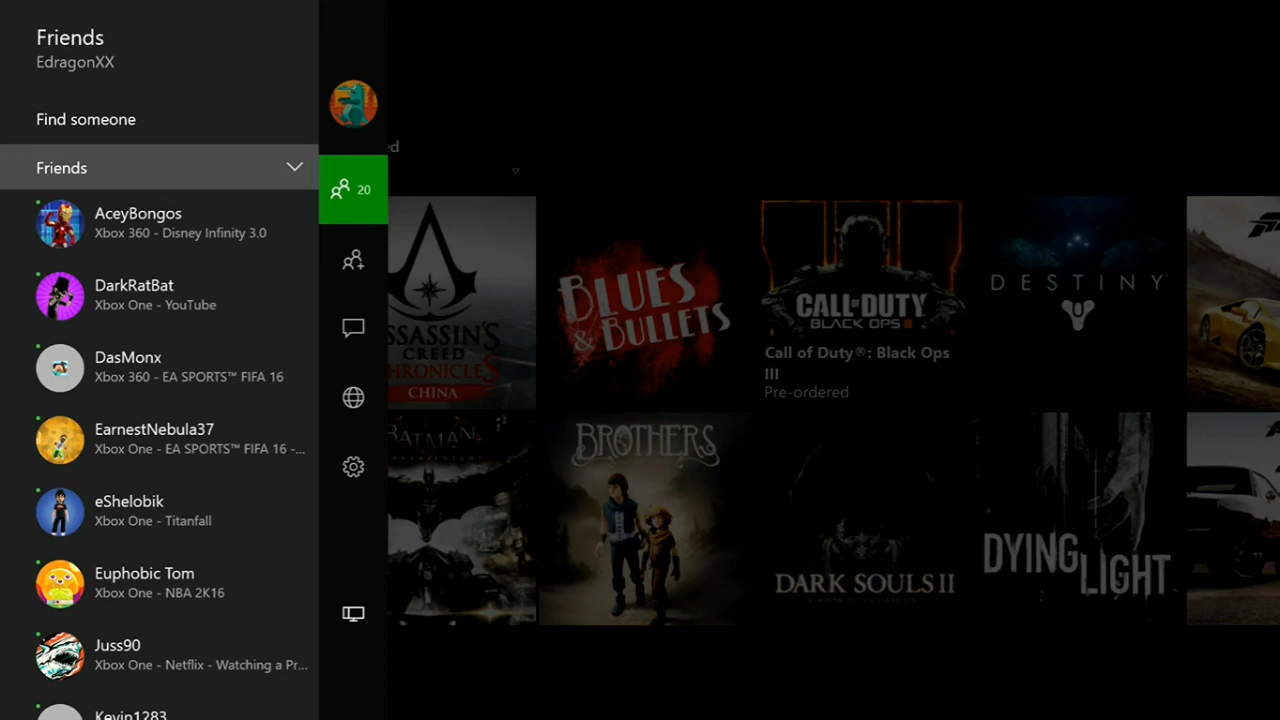 Friends
EdragonXX
Find someone
Friends
20
AceyBongos
Xbox 360 - Disney Infinity 3.0
DarkRatBat
Xbox One - YouTube
DasMonx
Xbox 360 - EA SPORTS™ FIFA 16
EarnestNebula37
Xbox One - EA SPORTS™ FIFA 16 -...
eShelobik
Xbox One - Titanfall
Euphobic Tom
Xbox One - NBA 2K16
Juss90
Xbox One - Netflix - Watching a Pr...
Kevin1283
ed
ASSASSIN'S
CREED
CHRONICLES
CHINA
BLUES
& BULLETS
CALL OF DUTY
BLACK OPS III
Call of Duty®: Black Ops
III
Pre-ordered
DESTINY
BATMAN
BROTHERS
DARK SOULS II
DYING LIGHT